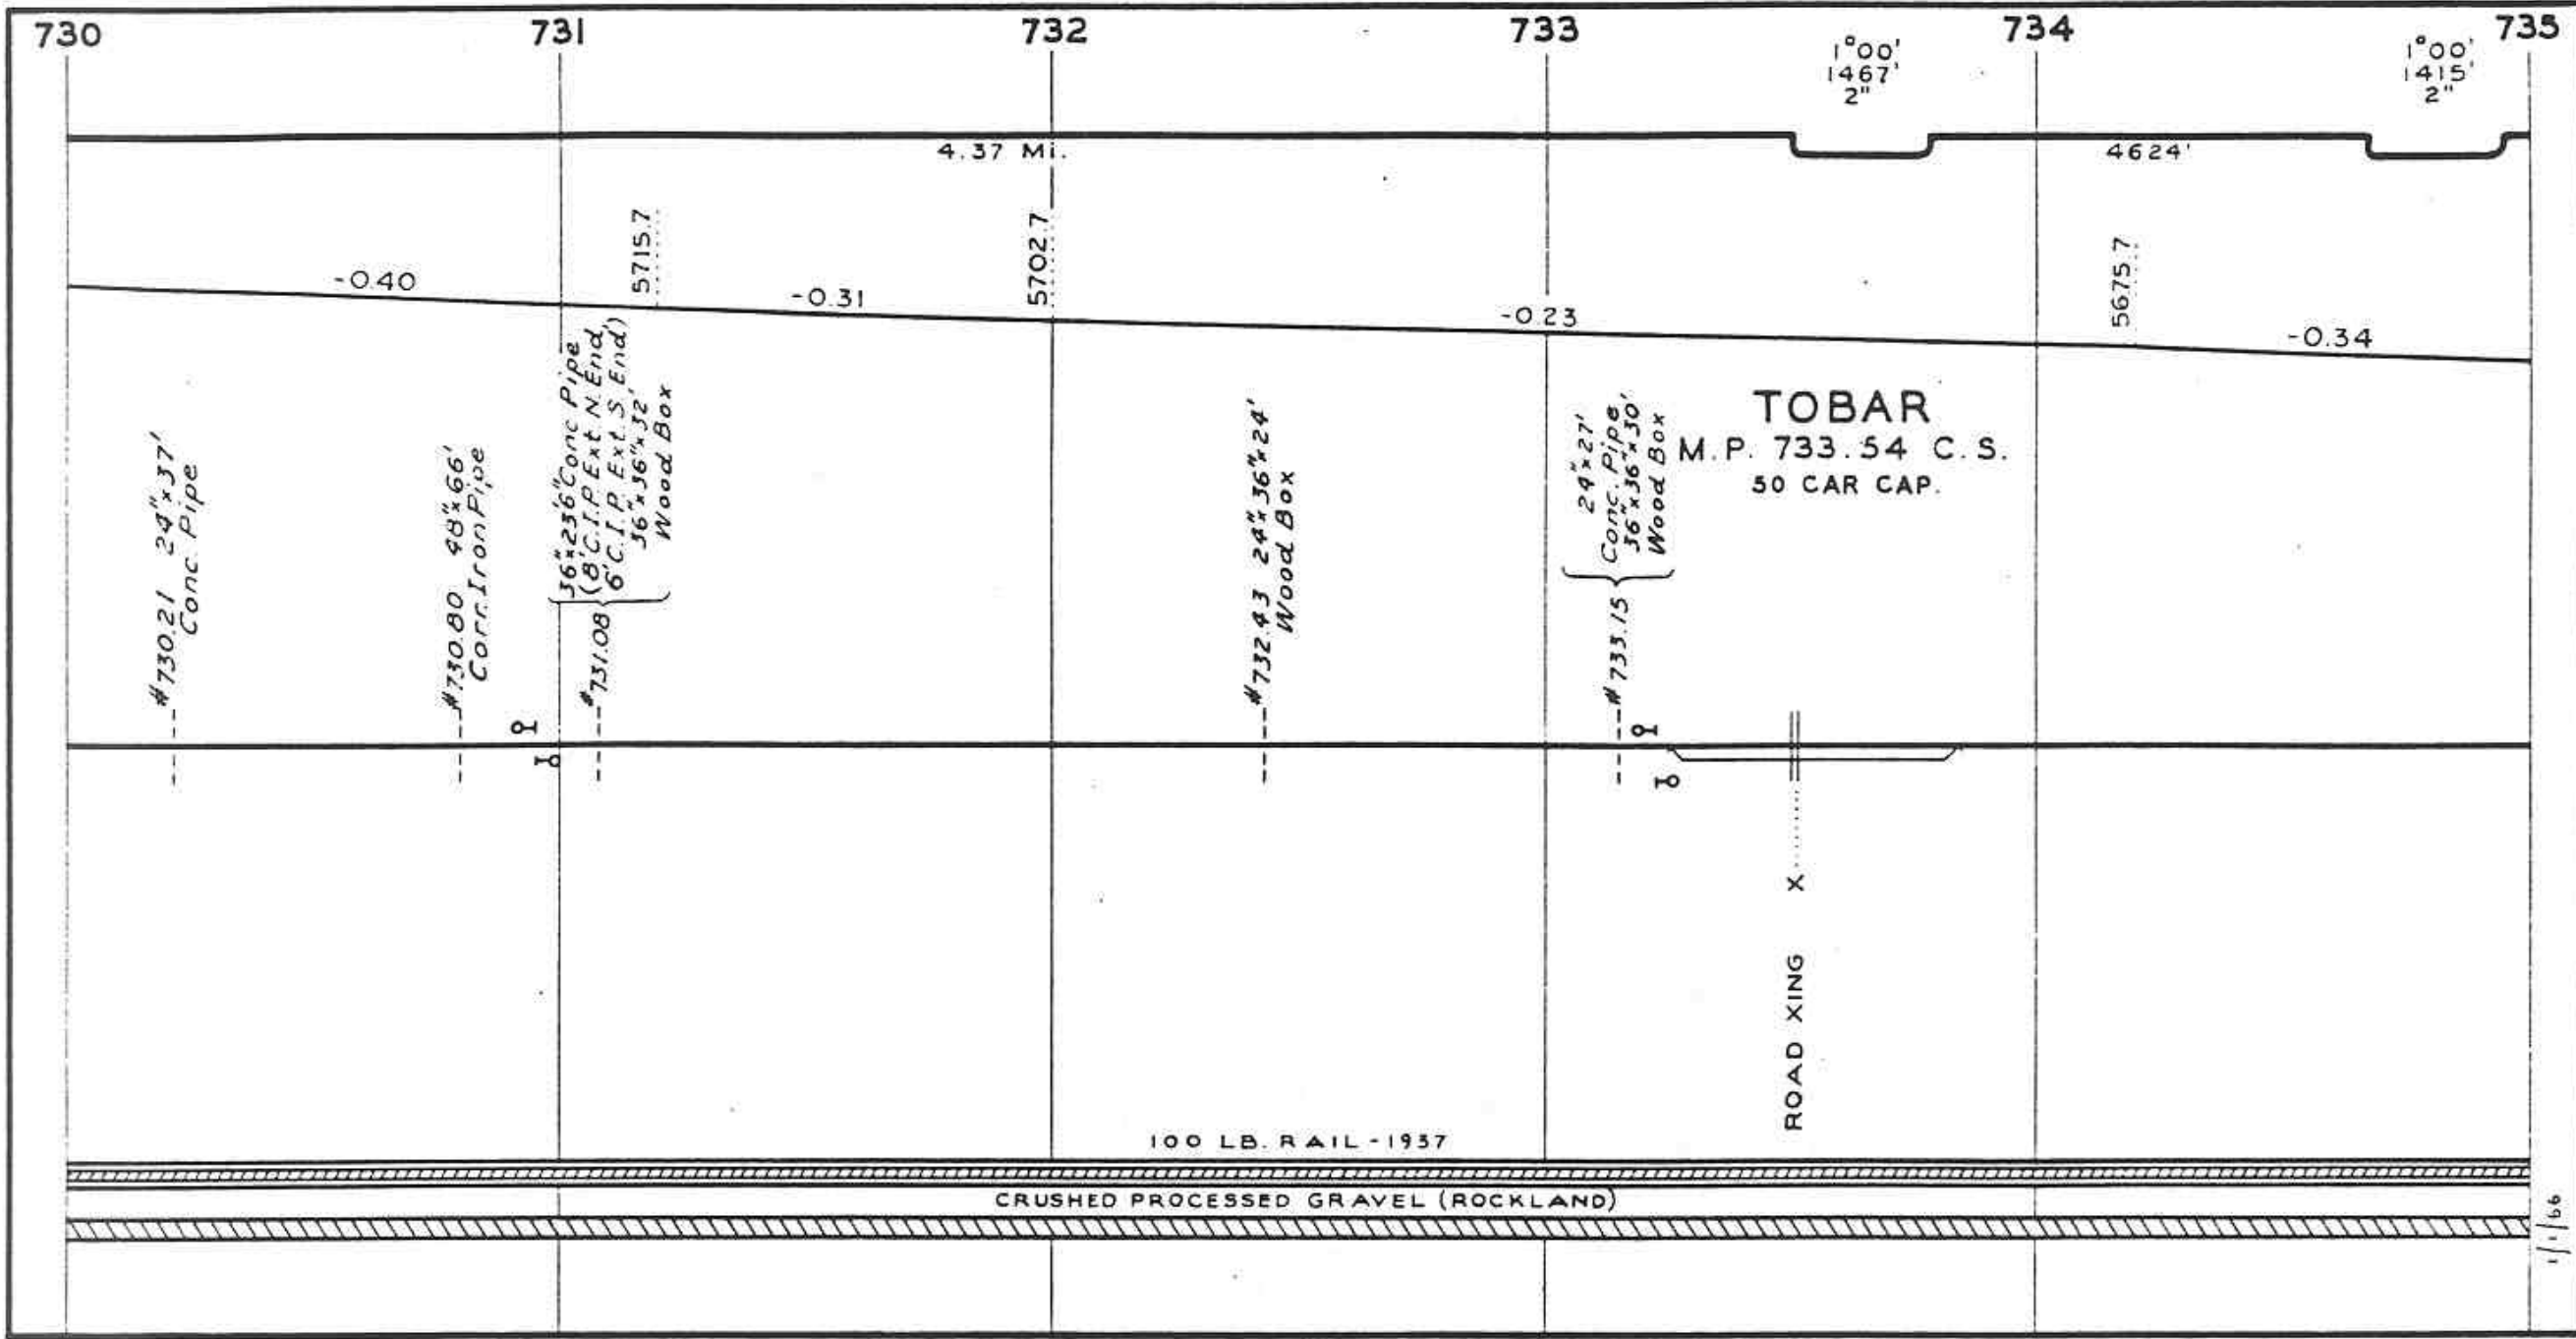 730 731 732 733 734 735
1°00'
1467'
2"
1°00'
1415'
2"
4.37 Mi.
4624'
5715.7
5702.7
5675.7
-0.40
-0.31
-0.23
-0.34
#730.21 24"x37'
Conc. Pipe
#730.80 48"x66'
Corr. Iron Pipe
#731.08
(8' C.I.P. Ext. N. End,
6' C.I.P. Ext. S. End)
36"x36"x32'
Wood Box
#732.43 24"x36"x24'
Wood Box
#733.15
24"x27'
Conc. Pipe,
36"x36"x30'
Wood Box
TOBAR
M.P. 733.54 C.S.
50 CAR CAP.
ROAD XING X
100 LB. RAIL - 1937
CRUSHED PROCESSED GRAVEL (ROCKLAND)
1/1/66